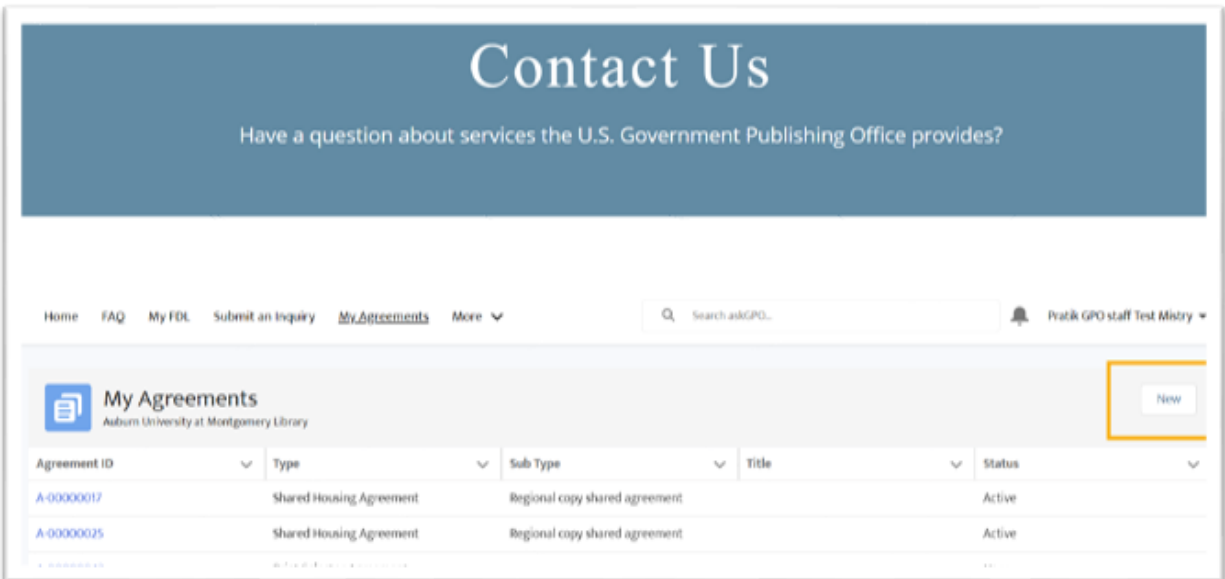 Contact Us
Have a question about services the U.S. Government Publishing Office provides?
Home FAQ My FDL Submit an Inquiry My Agreements More Search askGPO... Pratik GPO staff Test Mistry
My Agreements New
Auburn University at Montgomery Library
Agreement ID Type Sub Type Title Status
A-00000017 Shared Housing Agreement Regional copy shared agreement Active
A-00000025 Shared Housing Agreement Regional copy shared agreement Active